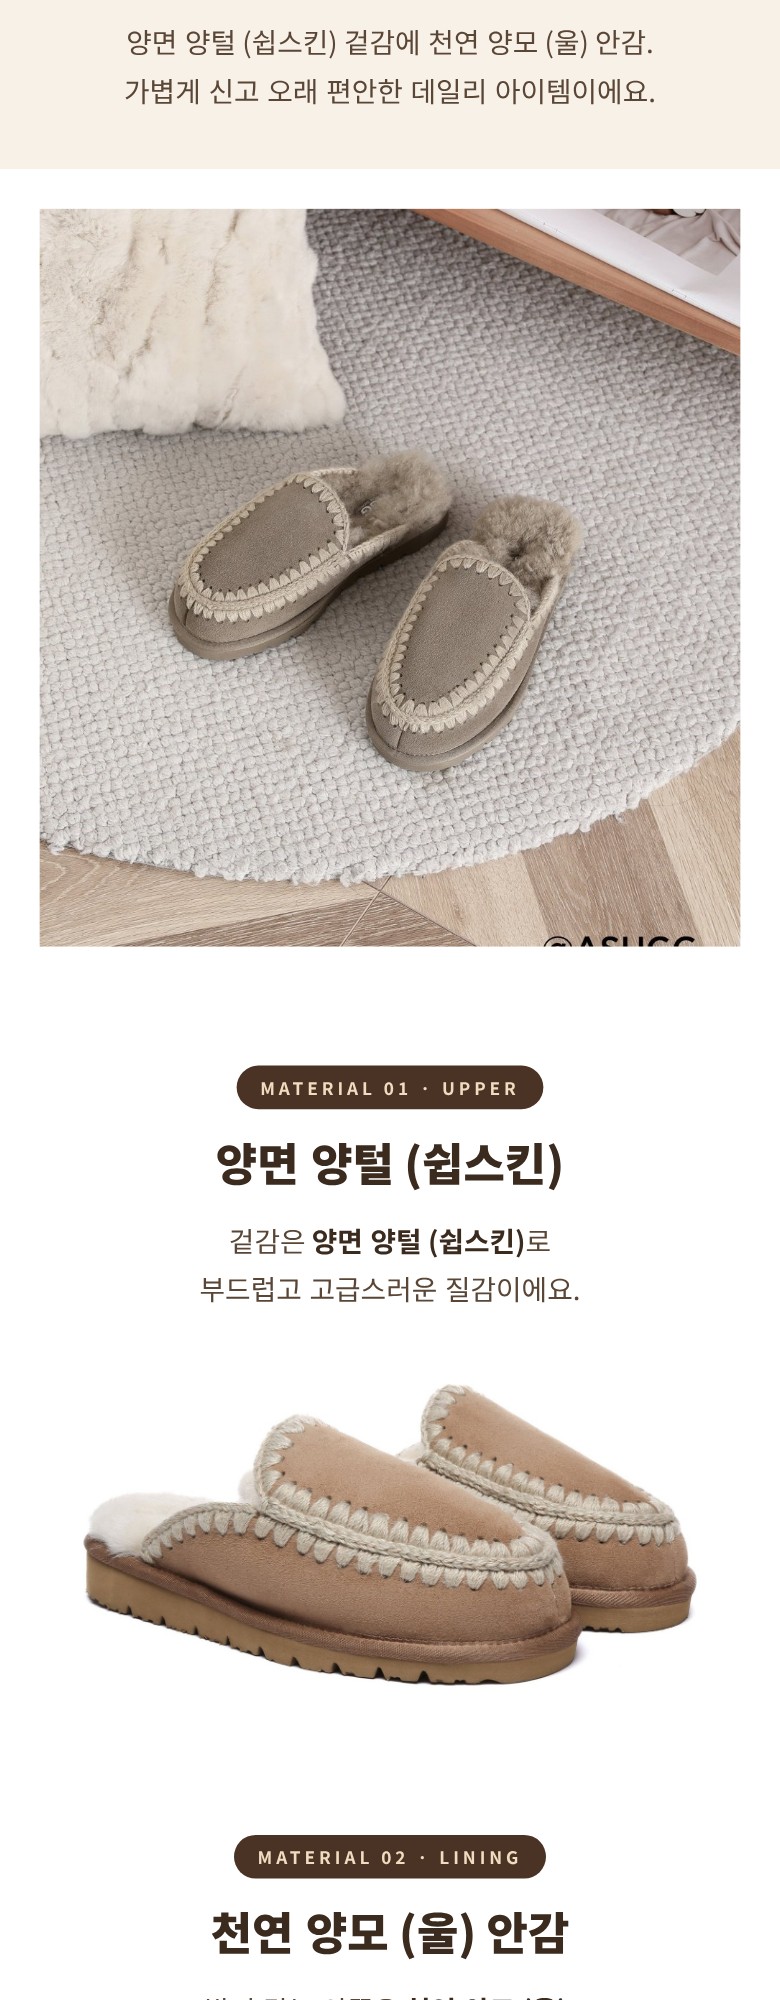 양면 양털 (쉽스킨) 겉감에 천연 양모 (울) 안감.
가볍게 신고 오래 편안한 데일리 아이템이에요.
@ASUGG
MATERIAL 01 · UPPER
양면 양털 (쉽스킨)
겉감은 양면 양털 (쉽스킨)로
부드럽고 고급스러운 질감이에요.
MATERIAL 02 · LINING
천연 양모 (울) 안감